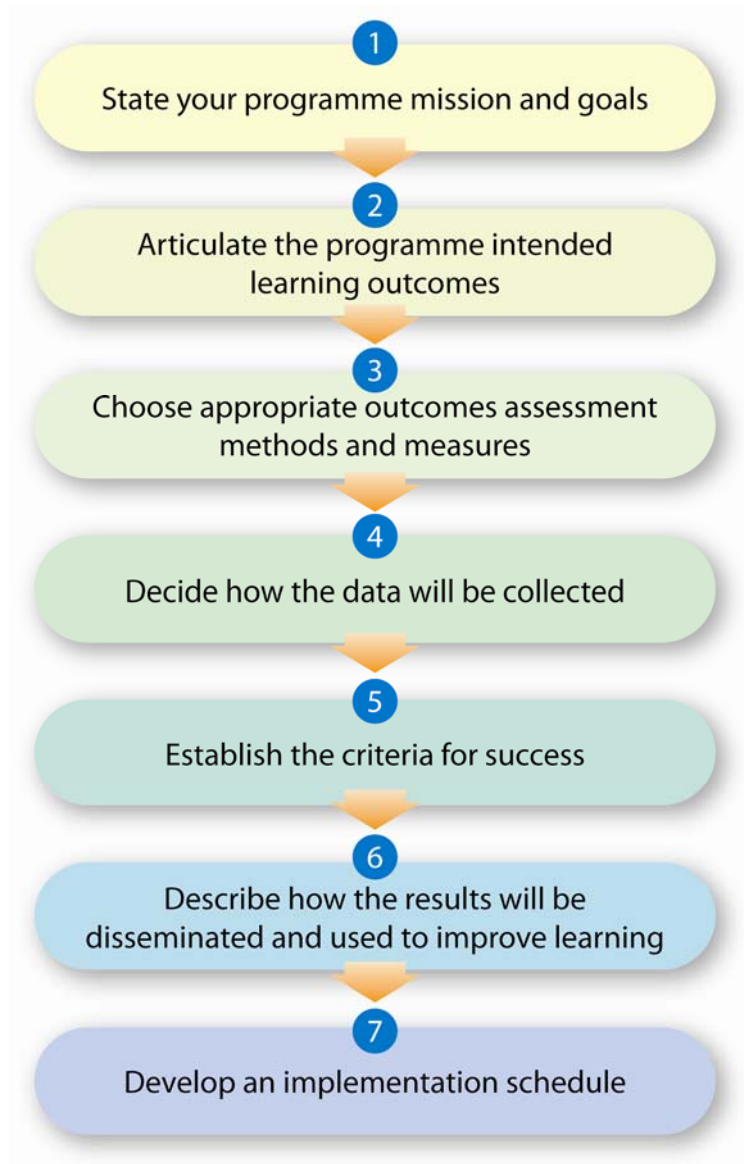 1
State your programme mission and goals
2
Articulate the programme intended
learning outcomes
3
Choose appropriate outcomes assessment
methods and measures
4
Decide how the data will be collected
5
Establish the criteria for success
6
Describe how the results will be
disseminated and used to improve learning
7
Develop an implementation schedule